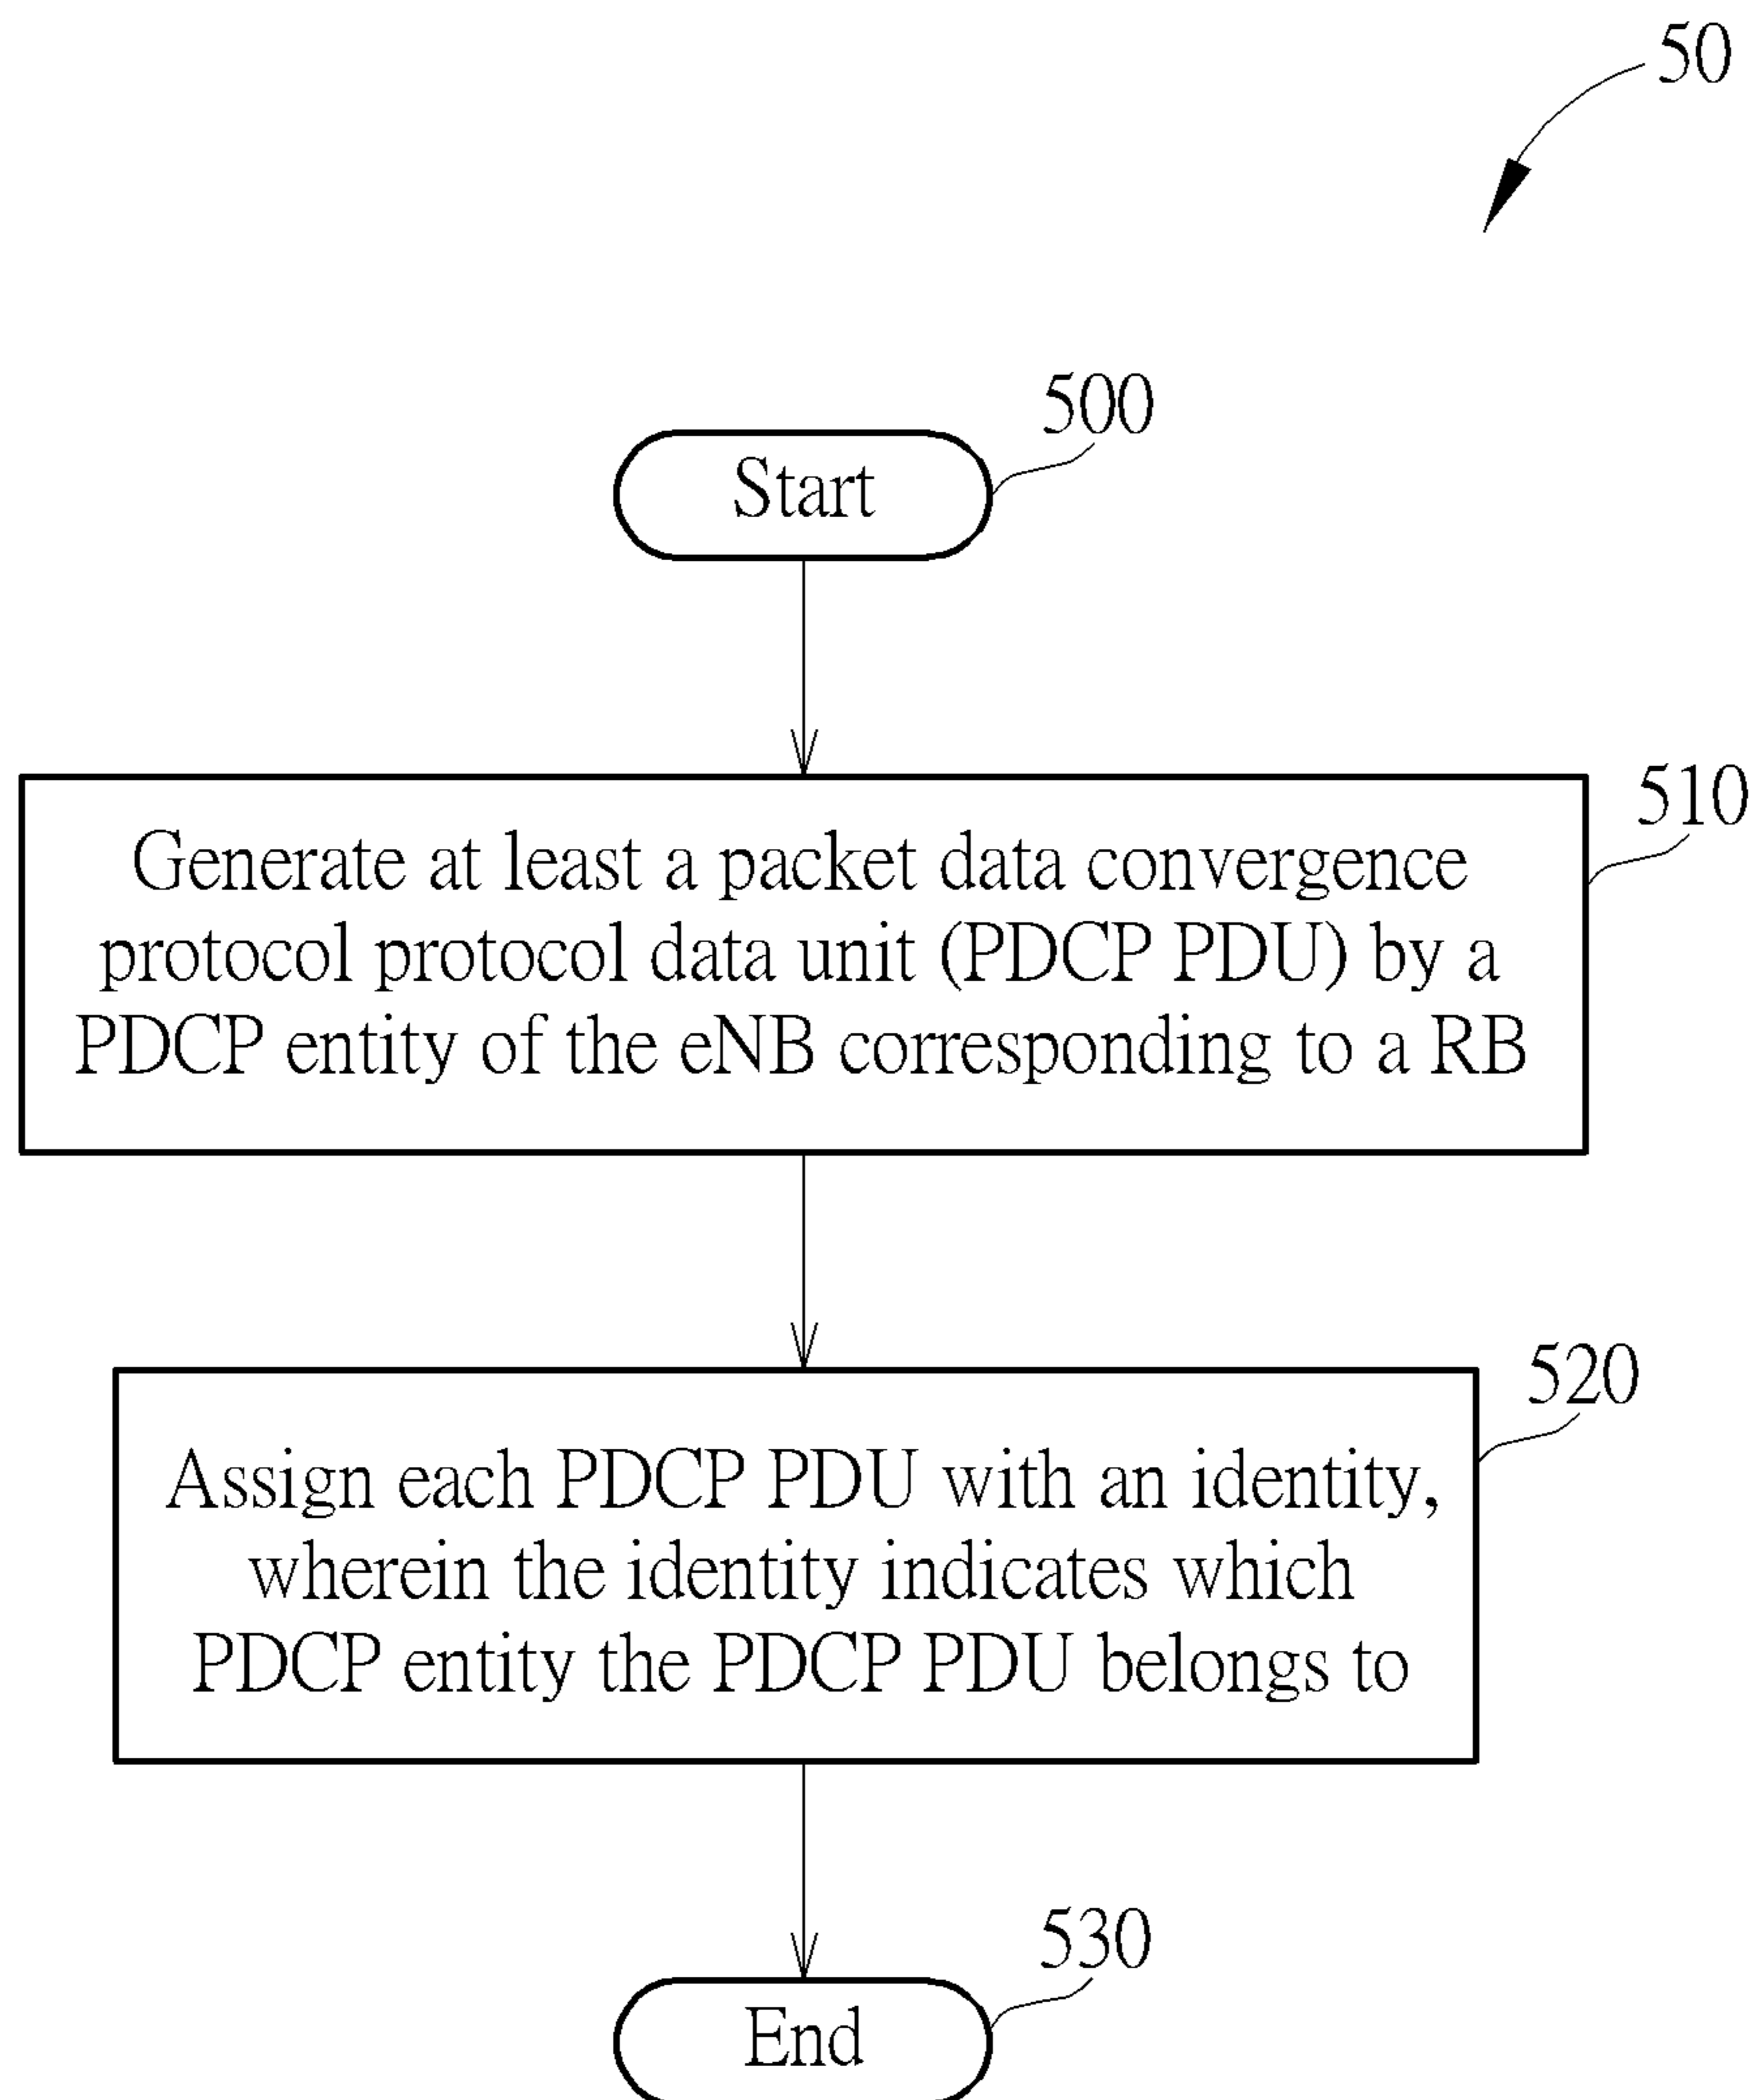 50
500
Start
510
Generate at least a packet data convergence
protocol protocol data unit (PDCP PDU) by a
PDCP entity of the eNB corresponding to a RB
520
Assign each PDCP PDU with an identity,
wherein the identity indicates which
PDCP entity the PDCP PDU belongs to
530
End